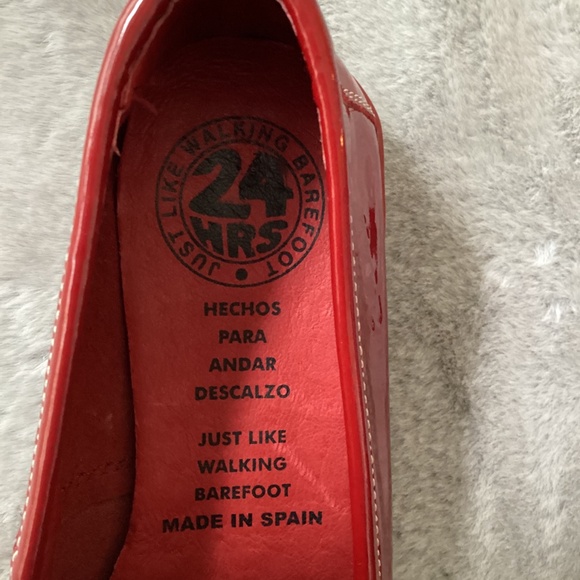 JUST LIKE WALKING BAREFOOT
24
HRS
HECHOS
PARA
ANDAR
DESCALZO
JUST LIKE
WALKING
BAREFOOT
MADE IN SPAIN